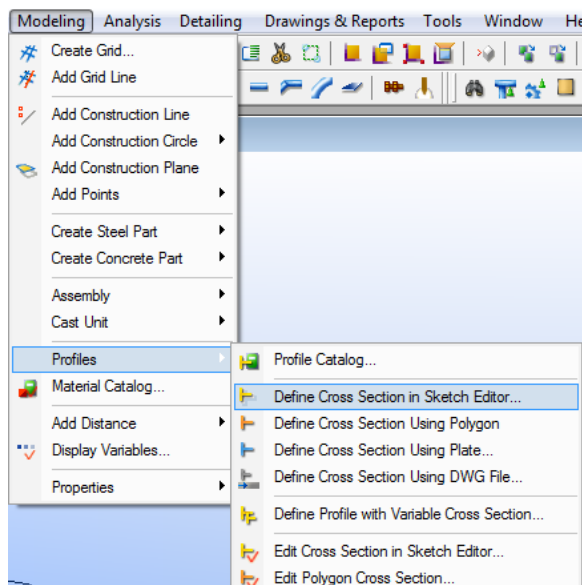 Modeling Analysis Detailing Drawings & Reports Tools Window He
Create Grid...
Add Grid Line
Add Construction Line
Add Construction Circle
Add Construction Plane
Add Points
Create Steel Part
Create Concrete Part
Assembly
Cast Unit
Profiles
Material Catalog...
Add Distance
Display Variables...
Properties
Profile Catalog...
Define Cross Section in Sketch Editor...
Define Cross Section Using Polygon
Define Cross Section Using Plate...
Define Cross Section Using DWG File...
Define Profile with Variable Cross Section...
Edit Cross Section in Sketch Editor...
Edit Polygon Cross Section...